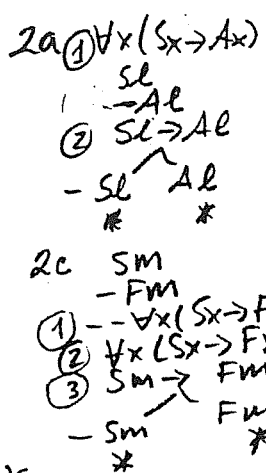 2a ① ∀x(Sx→Ax)
Sl
-Al
② Sl→Al
- Sl Al
* *
2c Sm
- Fm
① --∀x(Sx→F
② ∀x(Sx→Fx
③ Sm→ Fm
- Sm Fm
* *